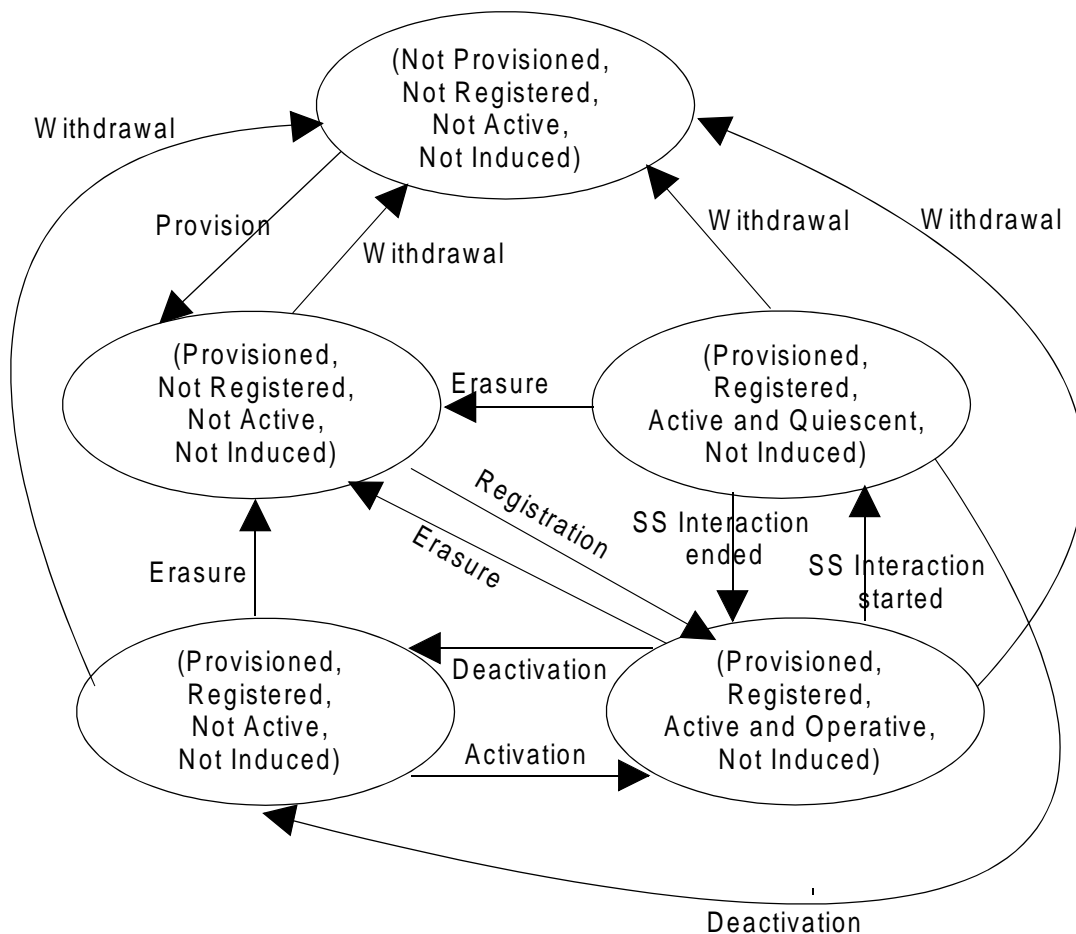 (Not Provisioned,
Not Registered,
Not Active,
Not Induced)
Withdrawal
Provision
Withdrawal
Withdrawal
Withdrawal
(Provisioned,
Not Registered,
Not Active,
Not Induced)
Erasure
(Provisioned,
Registered,
Active and Quiescent,
Not Induced)
Registration
Erasure
SS Interaction
ended
SS Interaction
started
Erasure
(Provisioned,
Registered,
Not Active,
Not Induced)
Deactivation
Activation
(Provisioned,
Registered,
Active and Operative,
Not Induced)
Deactivation